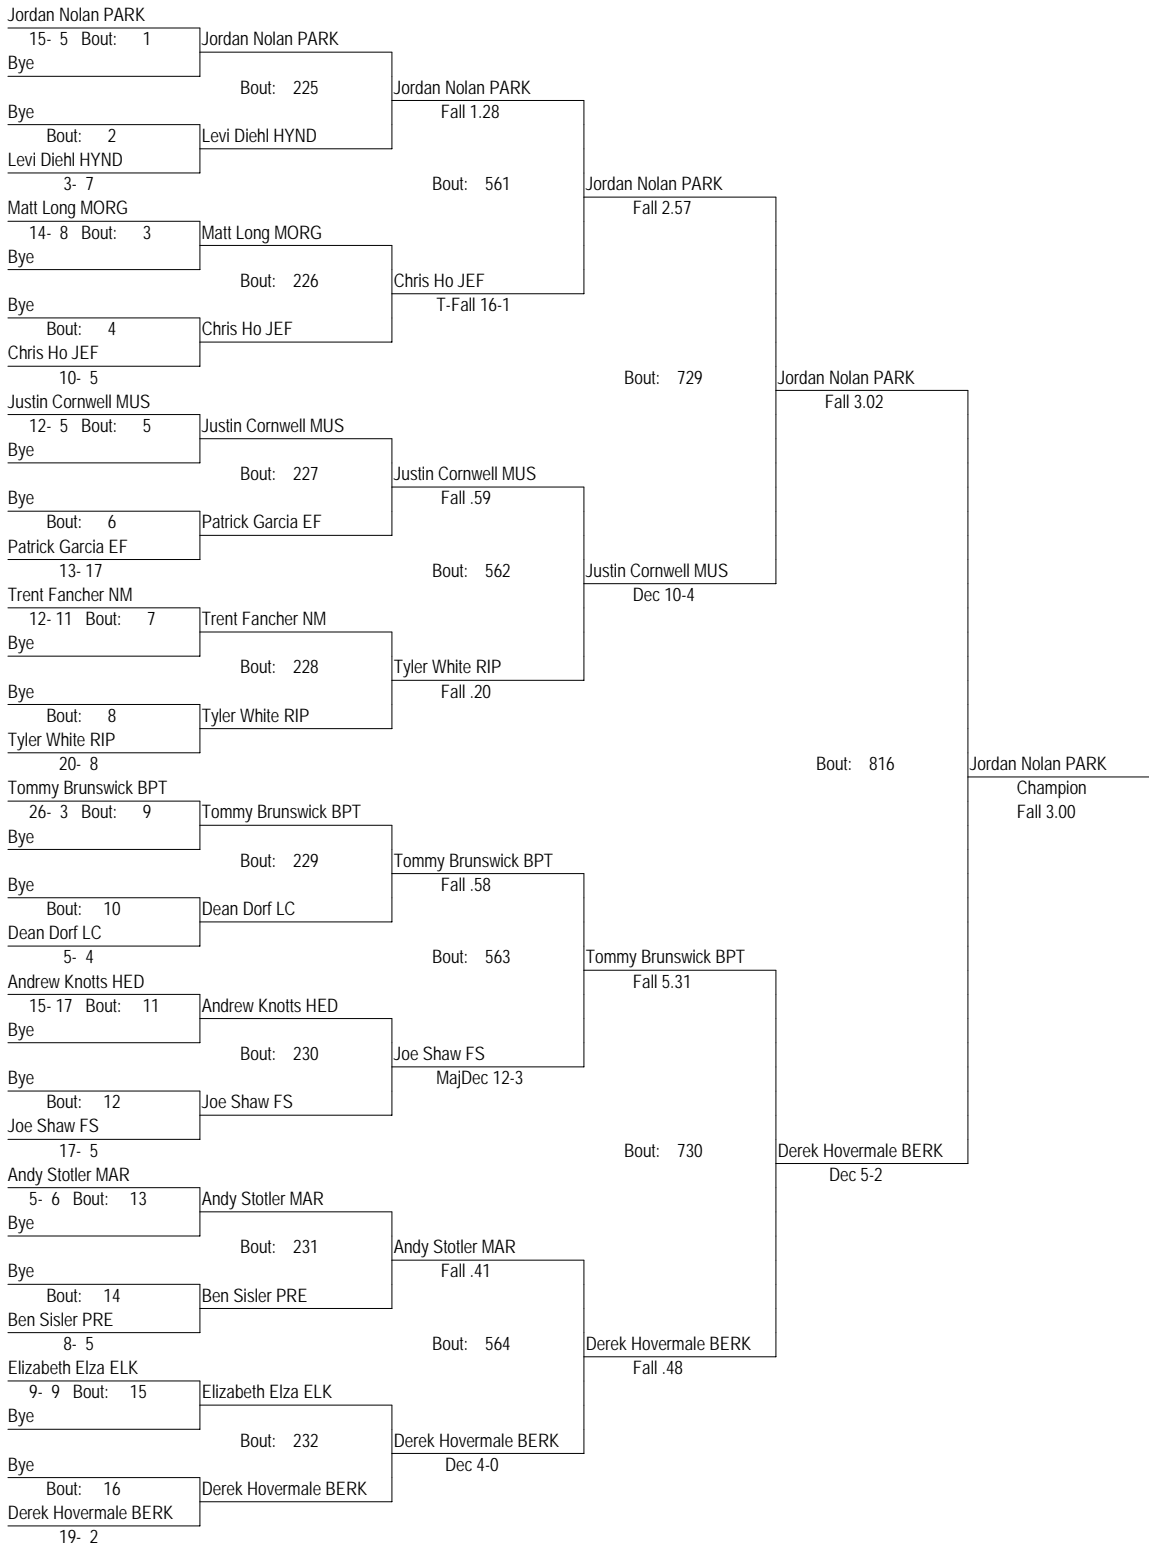 Jordan Nolan PARK
15- 5 Bout: 1 Jordan Nolan PARK
Bye
Bout: 225 Jordan Nolan PARK
Bye Fall 1.28
Bout: 2 Levi Diehl HYND
Levi Diehl HYND
3- 7 Bout: 561 Jordan Nolan PARK
Matt Long MORG Fall 2.57
14- 8 Bout: 3 Matt Long MORG
Bye
Bout: 226 Chris Ho JEF
Bye T-Fall 16-1
Bout: 4 Chris Ho JEF
Chris Ho JEF
10- 5 Bout: 729 Jordan Nolan PARK
Justin Cornwell MUS Fall 3.02
12- 5 Bout: 5 Justin Cornwell MUS
Bye
Bout: 227 Justin Cornwell MUS
Bye Fall .59
Bout: 6 Patrick Garcia EF
Patrick Garcia EF
13- 17 Bout: 562 Justin Cornwell MUS
Trent Fancher NM Dec 10-4
12- 11 Bout: 7 Trent Fancher NM
Bye
Bout: 228 Tyler White RIP
Bye Fall .20
Bout: 8 Tyler White RIP
Tyler White RIP
20- 8 Bout: 816 Jordan Nolan PARK
Tommy Brunswick BPT Champion
26- 3 Bout: 9 Tommy Brunswick BPT Fall 3.00
Bye
Bout: 229 Tommy Brunswick BPT
Bye Fall .58
Bout: 10 Dean Dorf LC
Dean Dorf LC
5- 4 Bout: 563 Tommy Brunswick BPT
Andrew Knotts HED Fall 5.31
15- 17 Bout: 11 Andrew Knotts HED
Bye
Bout: 230 Joe Shaw FS
Bye MajDec 12-3
Bout: 12 Joe Shaw FS
Joe Shaw FS
17- 5 Bout: 730 Derek Hovermale BERK
Andy Stotler MAR Dec 5-2
5- 6 Bout: 13 Andy Stotler MAR
Bye
Bout: 231 Andy Stotler MAR
Bye Fall .41
Bout: 14 Ben Sisler PRE
Ben Sisler PRE
8- 5 Bout: 564 Derek Hovermale BERK
Elizabeth Elza ELK Fall .48
9- 9 Bout: 15 Elizabeth Elza ELK
Bye
Bout: 232 Derek Hovermale BERK
Bye Dec 4-0
Bout: 16 Derek Hovermale BERK
Derek Hovermale BERK
19- 2